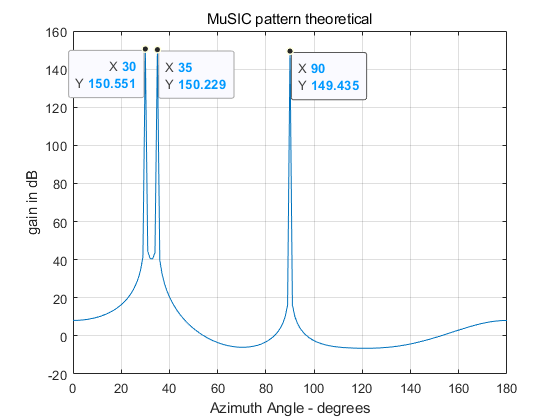 MuSIC pattern theoretical
gain in dB
160
140
120
100
80
60
40
20
0
-20
X 30
Y 150.551
X 35
Y 150.229
X 90
Y 149.435
0 20 40 60 80 100 120 140 160 180
Azimuth Angle - degrees